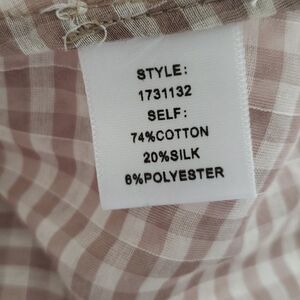 STYLE:
1731132
SELF:
74%COTTON
20%SILK
6%POLYESTER